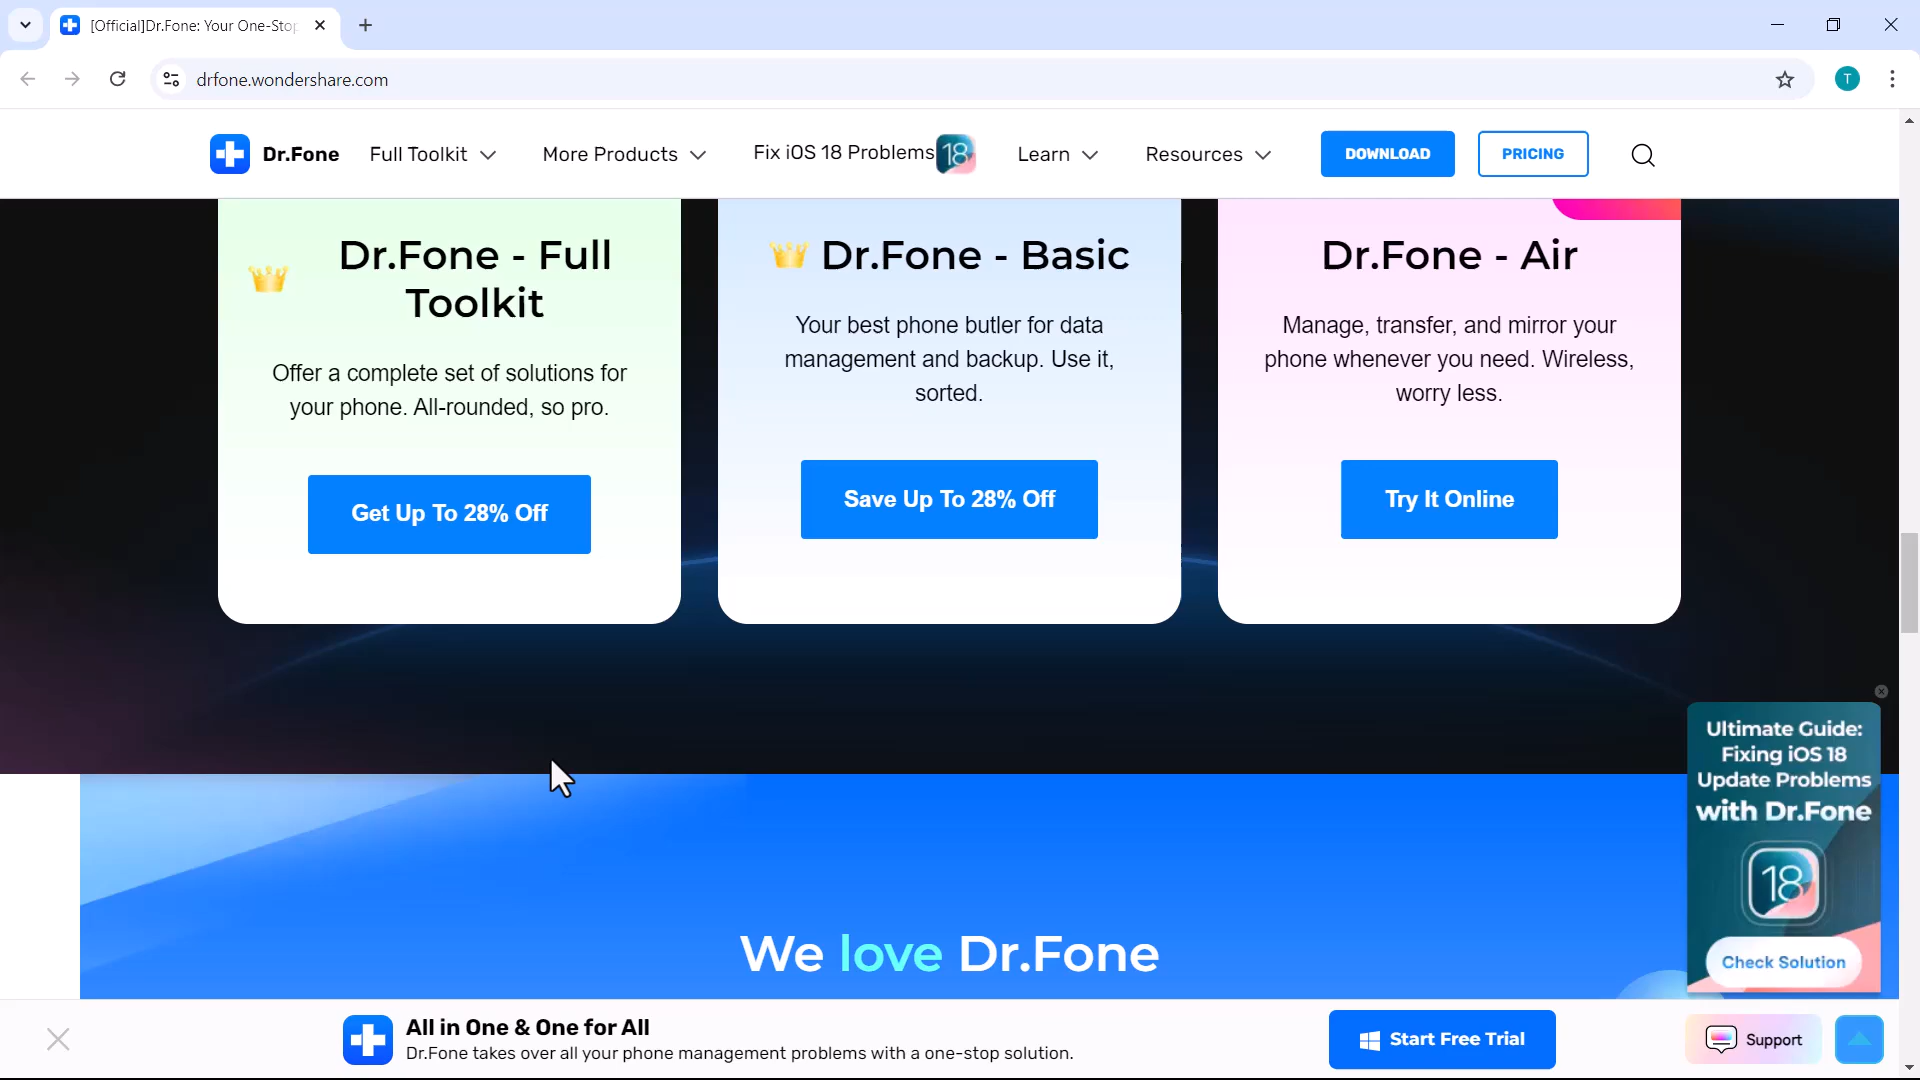 [Official]Dr.Fone: Your One-Stop
drfone.wondershare.com
T
Dr.Fone
Full Toolkit
More Products
Fix iOS 18 Problems
18
Learn
Resources
DOWNLOAD
PRICING
Dr.Fone - Full
Toolkit
Offer a complete set of solutions for
your phone. All-rounded, so pro.
Get Up To 28% Off
Dr.Fone - Basic
Your best phone butler for data
management and backup. Use it,
sorted.
Save Up To 28% Off
Dr.Fone - Air
Manage, transfer, and mirror your
phone whenever you need. Wireless,
worry less.
Try It Online
Ultimate Guide:
Fixing iOS 18
Update Problems
with Dr.Fone
18
Check Solution
We love Dr.Fone
All in One & One for All
Dr.Fone takes over all your phone management problems with a one-stop solution.
Start Free Trial
Support